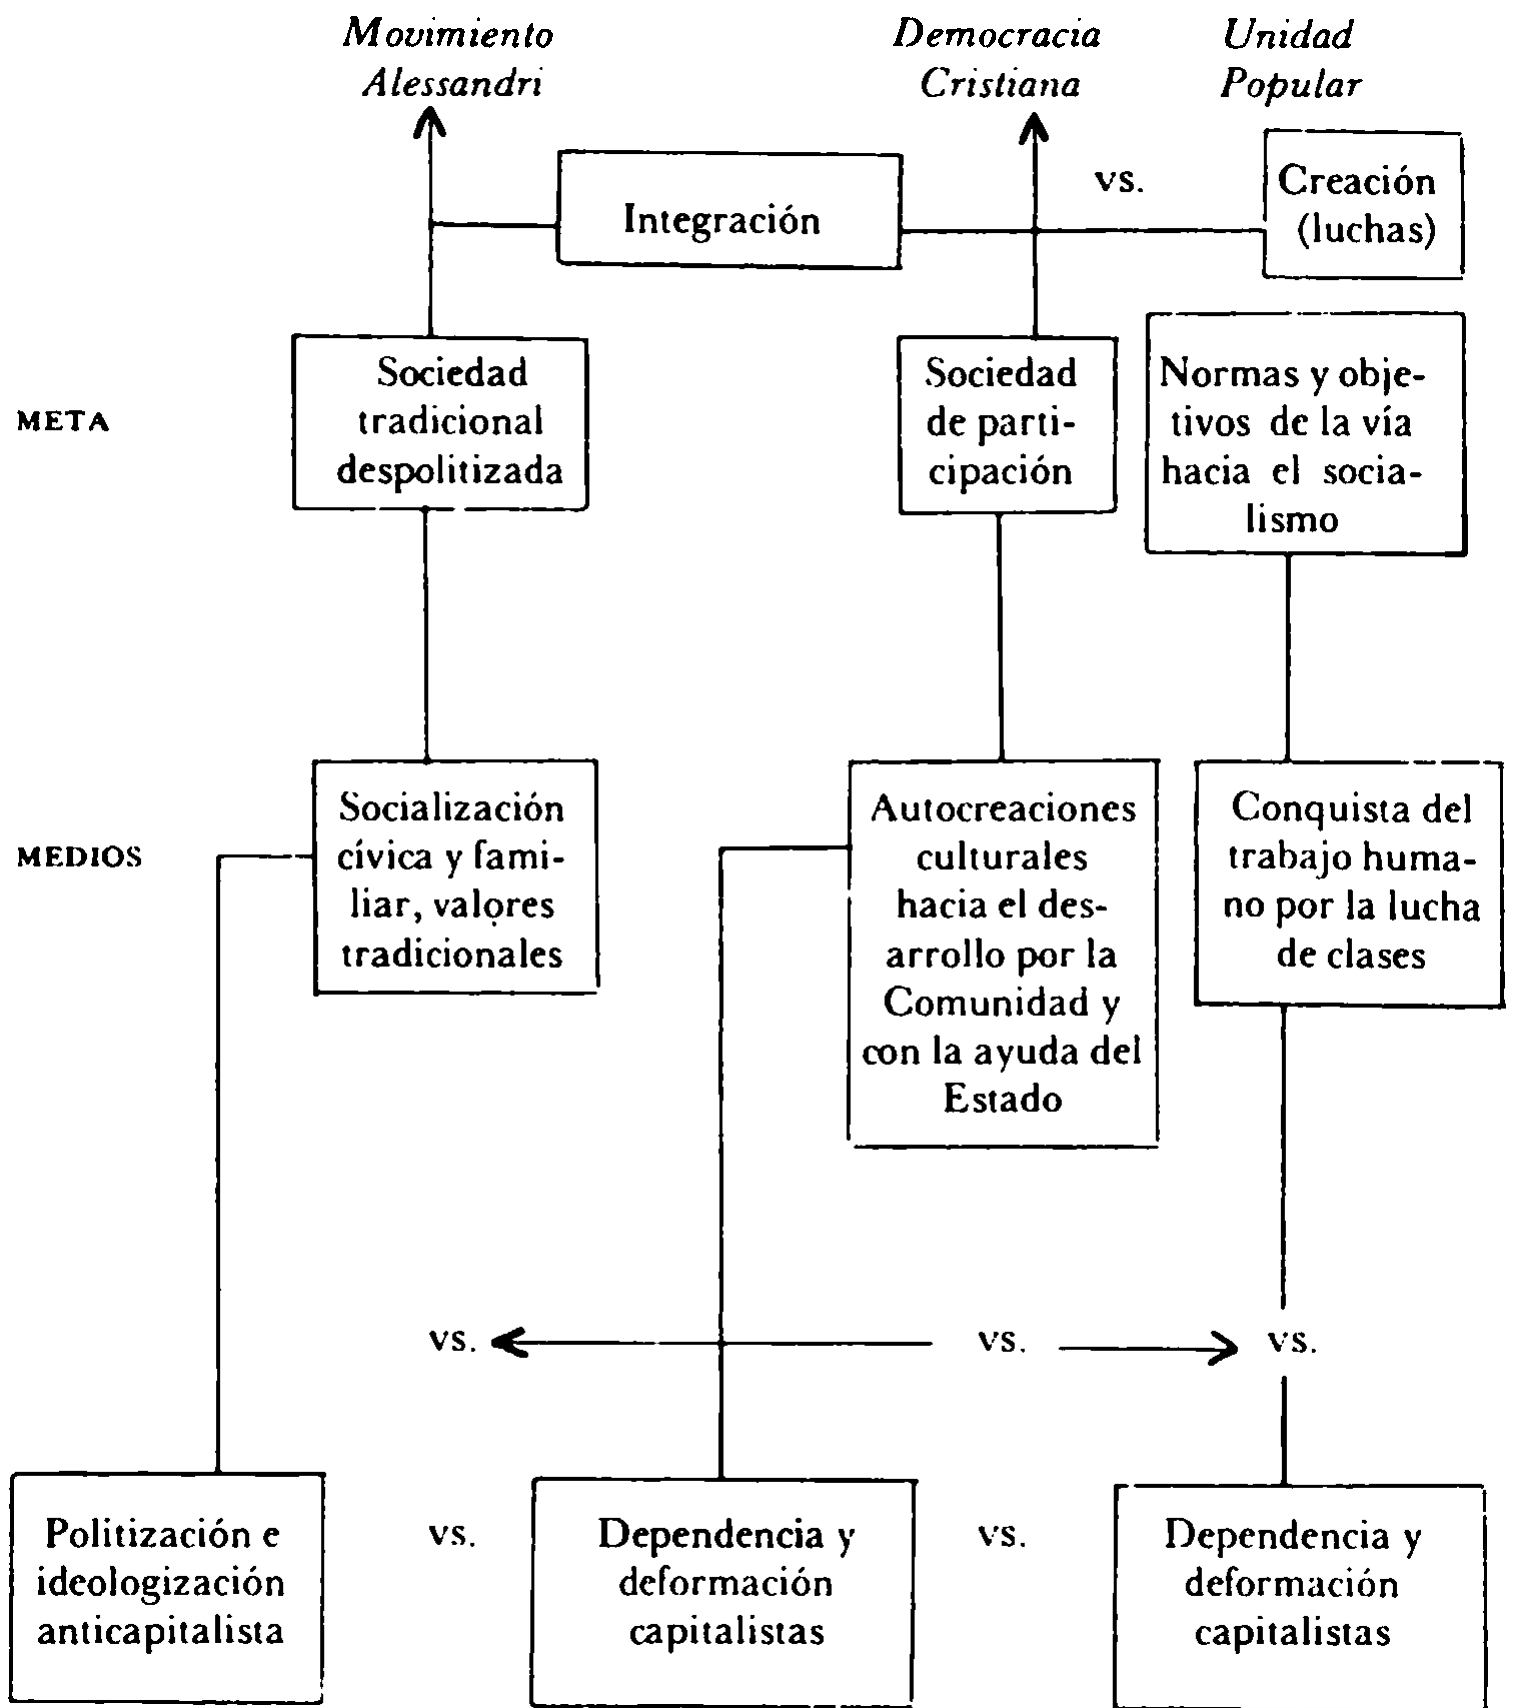 Movimiento
Alessandri
Democracia
Cristiana
Unidad
Popular
Integración
vs.
Creación
(luchas)
META
Sociedad
tradicional
despolitizada
Sociedad
de parti-
cipación
Normas y obje-
tivos de la vía
hacia el socia-
lismo
MEDIOS
Socialización
cívica y fami-
liar, valores
tradicionales
Autocreaciones
culturales
hacia el des-
arrollo por la
Comunidad y
con la ayuda del
Estado
Conquista del
trabajo huma-
no por la lucha
de clases
vs.
vs.
vs.
Politización e
ideologización
anticapitalista
vs.
Dependencia y
deformación
capitalistas
vs.
Dependencia y
deformación
capitalistas